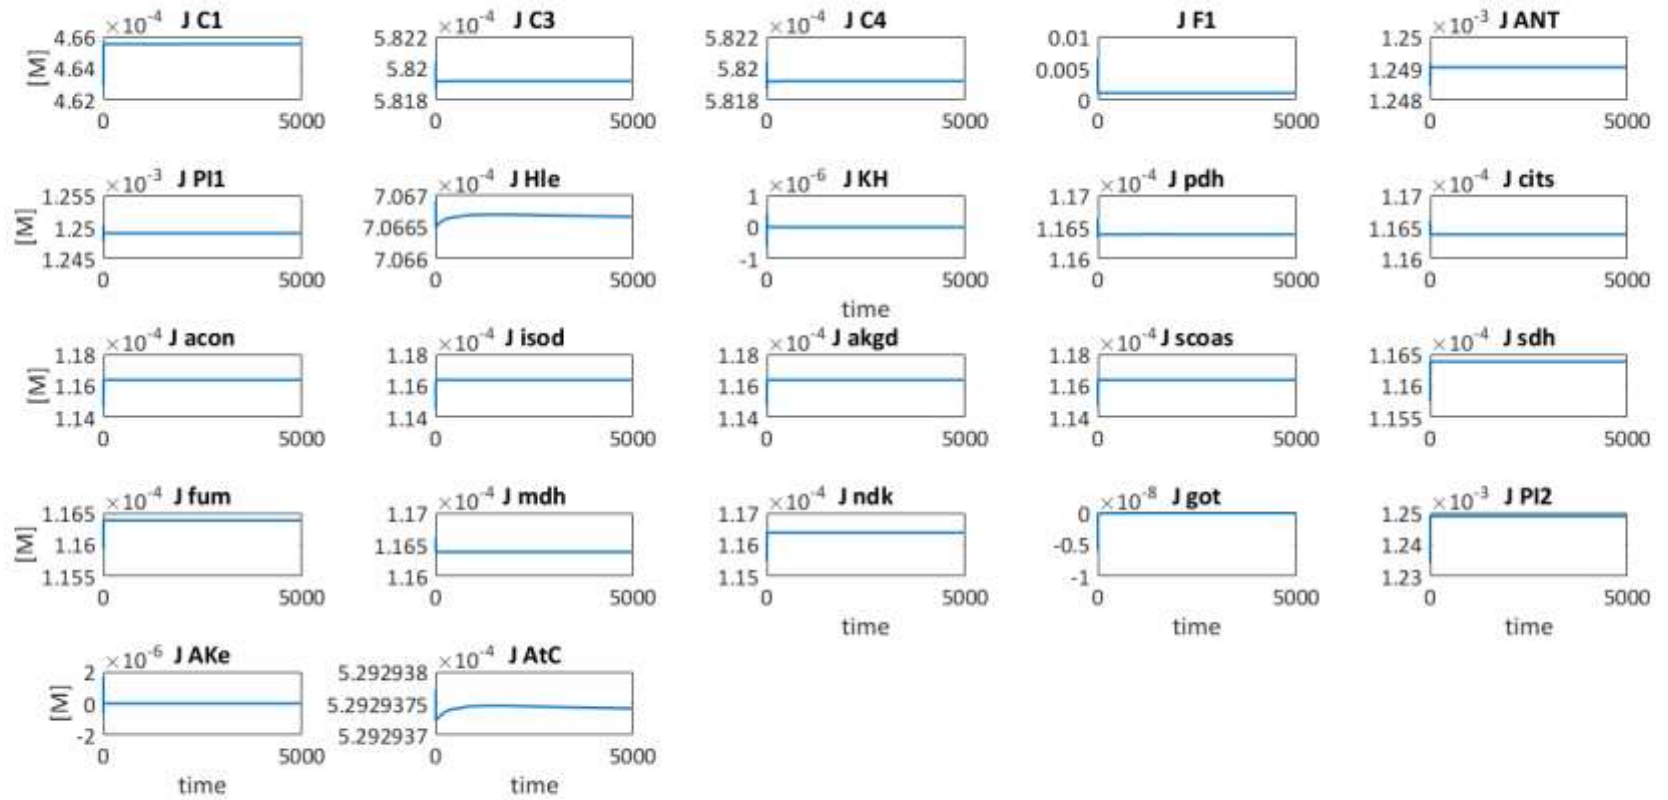 ×10⁻⁴ J C1
4.66
4.64
4.62
[M]
0 5000
×10⁻⁴ J C3
5.822
5.82
5.818
0 5000
×10⁻⁴ J C4
5.822
5.82
5.818
0 5000
J F1
0.01
0.005
0
0 5000
×10⁻³ J ANT
1.25
1.249
1.248
0 5000
×10⁻³ J PI1
1.255
1.25
1.245
[M]
0 5000
×10⁻⁴ J Hle
7.067
7.0665
7.066
0 5000
×10⁻⁶ J KH
1
0
-1
0 5000
time
×10⁻⁴ J pdh
1.17
1.165
1.16
0 5000
×10⁻⁴ J cits
1.17
1.165
1.16
0 5000
×10⁻⁴ J acon
1.18
1.16
1.14
[M]
0 5000
×10⁻⁴ J isod
1.18
1.16
1.14
0 5000
×10⁻⁴ J akgd
1.18
1.16
1.14
0 5000
×10⁻⁴ J scoas
1.18
1.16
1.14
0 5000
×10⁻⁴ J sdh
1.165
1.16
1.155
0 5000
×10⁻⁴ J fum
1.165
1.16
1.155
[M]
0 5000
×10⁻⁴ J mdh
1.17
1.165
1.16
0 5000
×10⁻⁴ J ndk
1.17
1.16
1.15
0 5000
time
×10⁻⁸ J got
0
-0.5
-1
0 5000
time
×10⁻³ J PI2
1.25
1.24
1.23
0 5000
time
×10⁻⁶ J AKe
2
0
-2
[M]
0 5000
time
×10⁻⁴ J AtC
5.292938
5.2929375
5.292937
0 5000
time